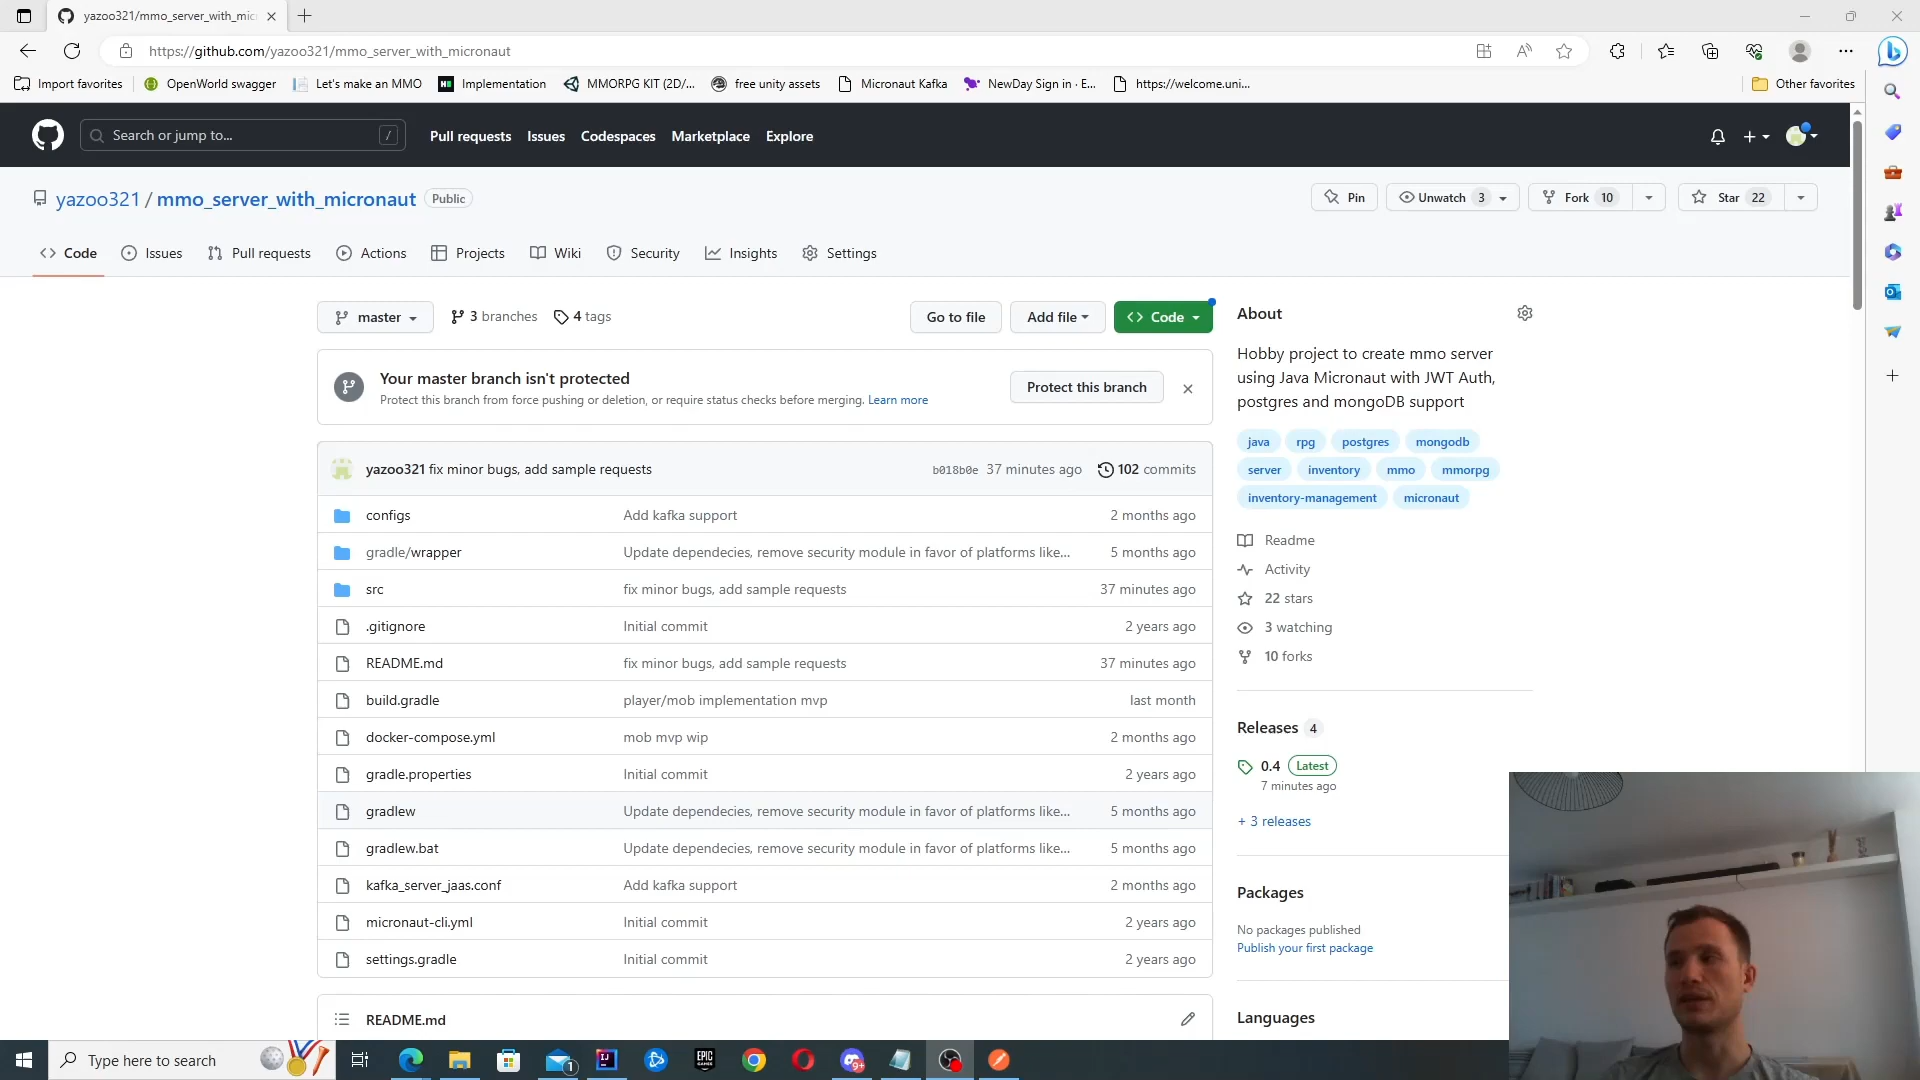 yazoo321/mmo_server_with_mic
https://github.com/yazoo321/mmo_server_with_micronaut
Import favorites
OpenWorld swagger
Let's make an MMO
Implementation
MMORPG KIT (2D/...
free unity assets
Micronaut Kafka
NewDay Sign in · E...
https://welcome.uni...
Other favorites
Search or jump to...
/
Pull requests
Issues
Codespaces
Marketplace
Explore
yazoo321 / mmo_server_with_micronaut
Public
Pin
Unwatch 3
Fork 10
Star 22
Code
Issues
Pull requests
Actions
Projects
Wiki
Security
Insights
Settings
master
3 branches
4 tags
Go to file
Add file
Code
Your master branch isn't protected
Protect this branch from force pushing or deletion, or require status checks before merging. Learn more
Protect this branch
yazoo321 fix minor bugs, add sample requests
b018b0e 37 minutes ago
102 commits
configs Add kafka support 2 months ago
gradle/wrapper Update dependecies, remove security module in favor of platforms like... 5 months ago
src fix minor bugs, add sample requests 37 minutes ago
.gitignore Initial commit 2 years ago
README.md fix minor bugs, add sample requests 37 minutes ago
build.gradle player/mob implementation mvp last month
docker-compose.yml mob mvp wip 2 months ago
gradle.properties Initial commit 2 years ago
gradlew Update dependecies, remove security module in favor of platforms like... 5 months ago
gradlew.bat Update dependecies, remove security module in favor of platforms like... 5 months ago
kafka_server_jaas.conf Add kafka support 2 months ago
micronaut-cli.yml Initial commit 2 years ago
settings.gradle Initial commit 2 years ago
README.md
About
Hobby project to create mmo server
using Java Micronaut with JWT Auth,
postgres and mongoDB support
java rpg postgres mongodb
server inventory mmo mmorpg
inventory-management micronaut
Readme
Activity
22 stars
3 watching
10 forks
Releases 4
0.4 Latest
7 minutes ago
+ 3 releases
Packages
No packages published
Publish your first package
Languages
Type here to search
1
IJ
EPIC
GAMES
9+